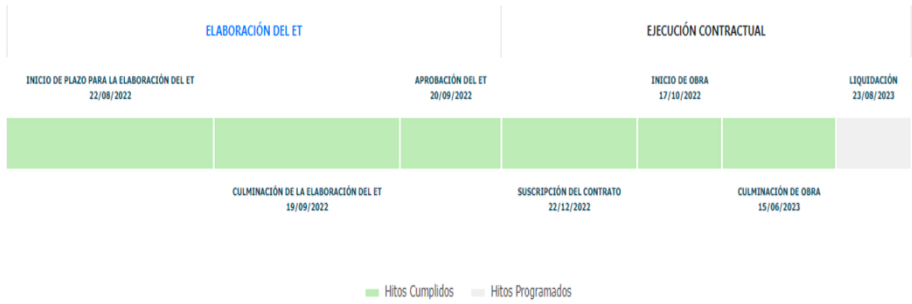 ELABORACIÓN DEL ET
EJECUCIÓN CONTRACTUAL
INICIO DE PLAZO PARA LA ELABORACIÓN DEL ET
22/08/2022
APROBACIÓN DEL ET
20/09/2022
INICIO DE OBRA
17/10/2022
LIQUIDACIÓN
23/08/2023
CULMINACIÓN DE LA ELABORACIÓN DEL ET
19/09/2022
SUSCRIPCIÓN DEL CONTRATO
22/12/2022
CULMINACIÓN DE OBRA
15/06/2023
Hitos Cumplidos
Hitos Programados